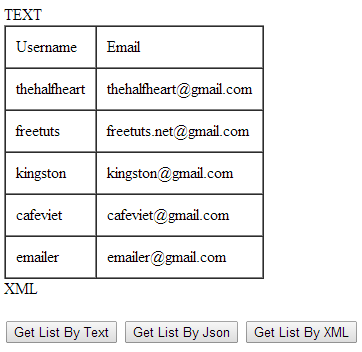 TEXT
Username Email
thehalfheart thehalfheart@gmail.com
freetuts freetuts.net@gmail.com
kingston kingston@gmail.com
cafeviet cafeviet@gmail.com
emailer emailer@gmail.com
XML
Get List By Text Get List By Json Get List By XML